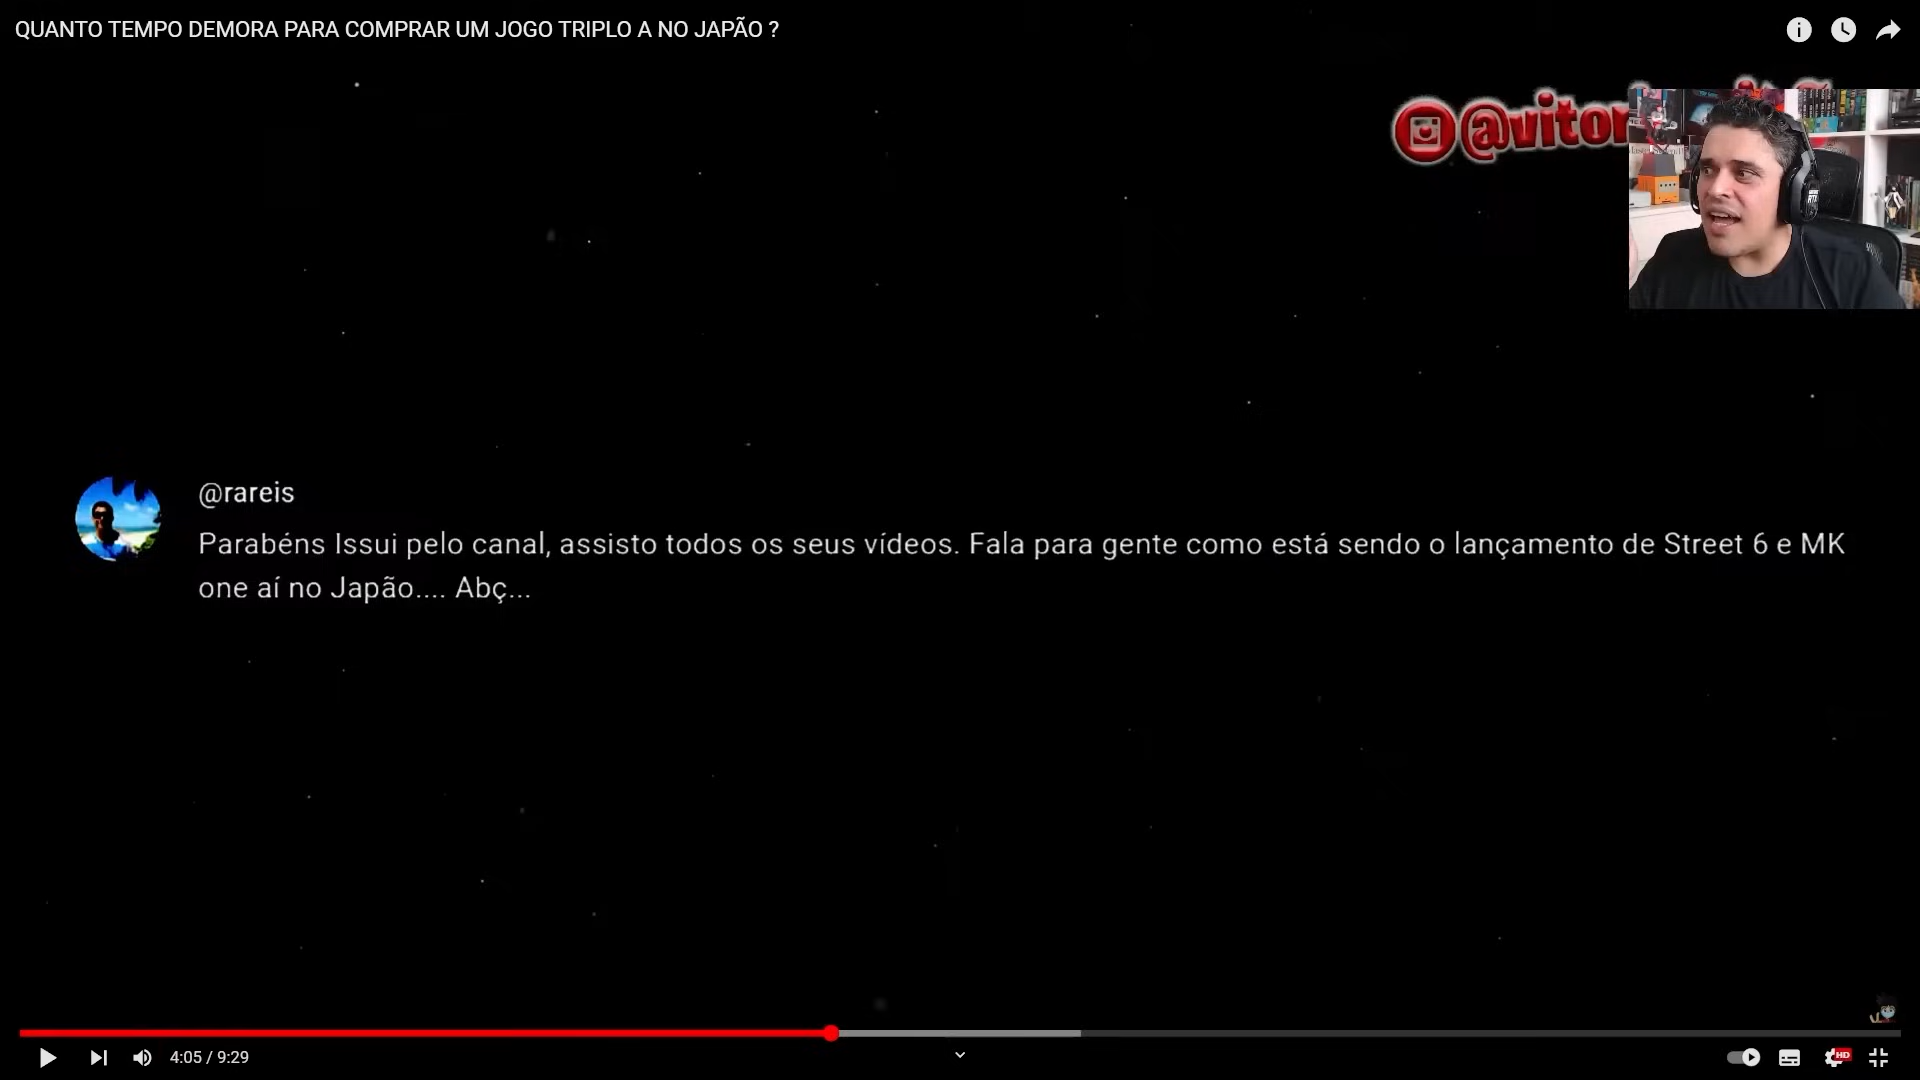 QUANTO TEMPO DEMORA PARA COMPRAR UM JOGO TRIPLO A NO JAPÃO ?
@vitor
@rareis
Parabéns Issui pelo canal, assisto todos os seus vídeos. Fala para gente como está sendo o lançamento de Street 6 e MK
one aí no Japão.... Abç...
4:05 / 9:29
HD